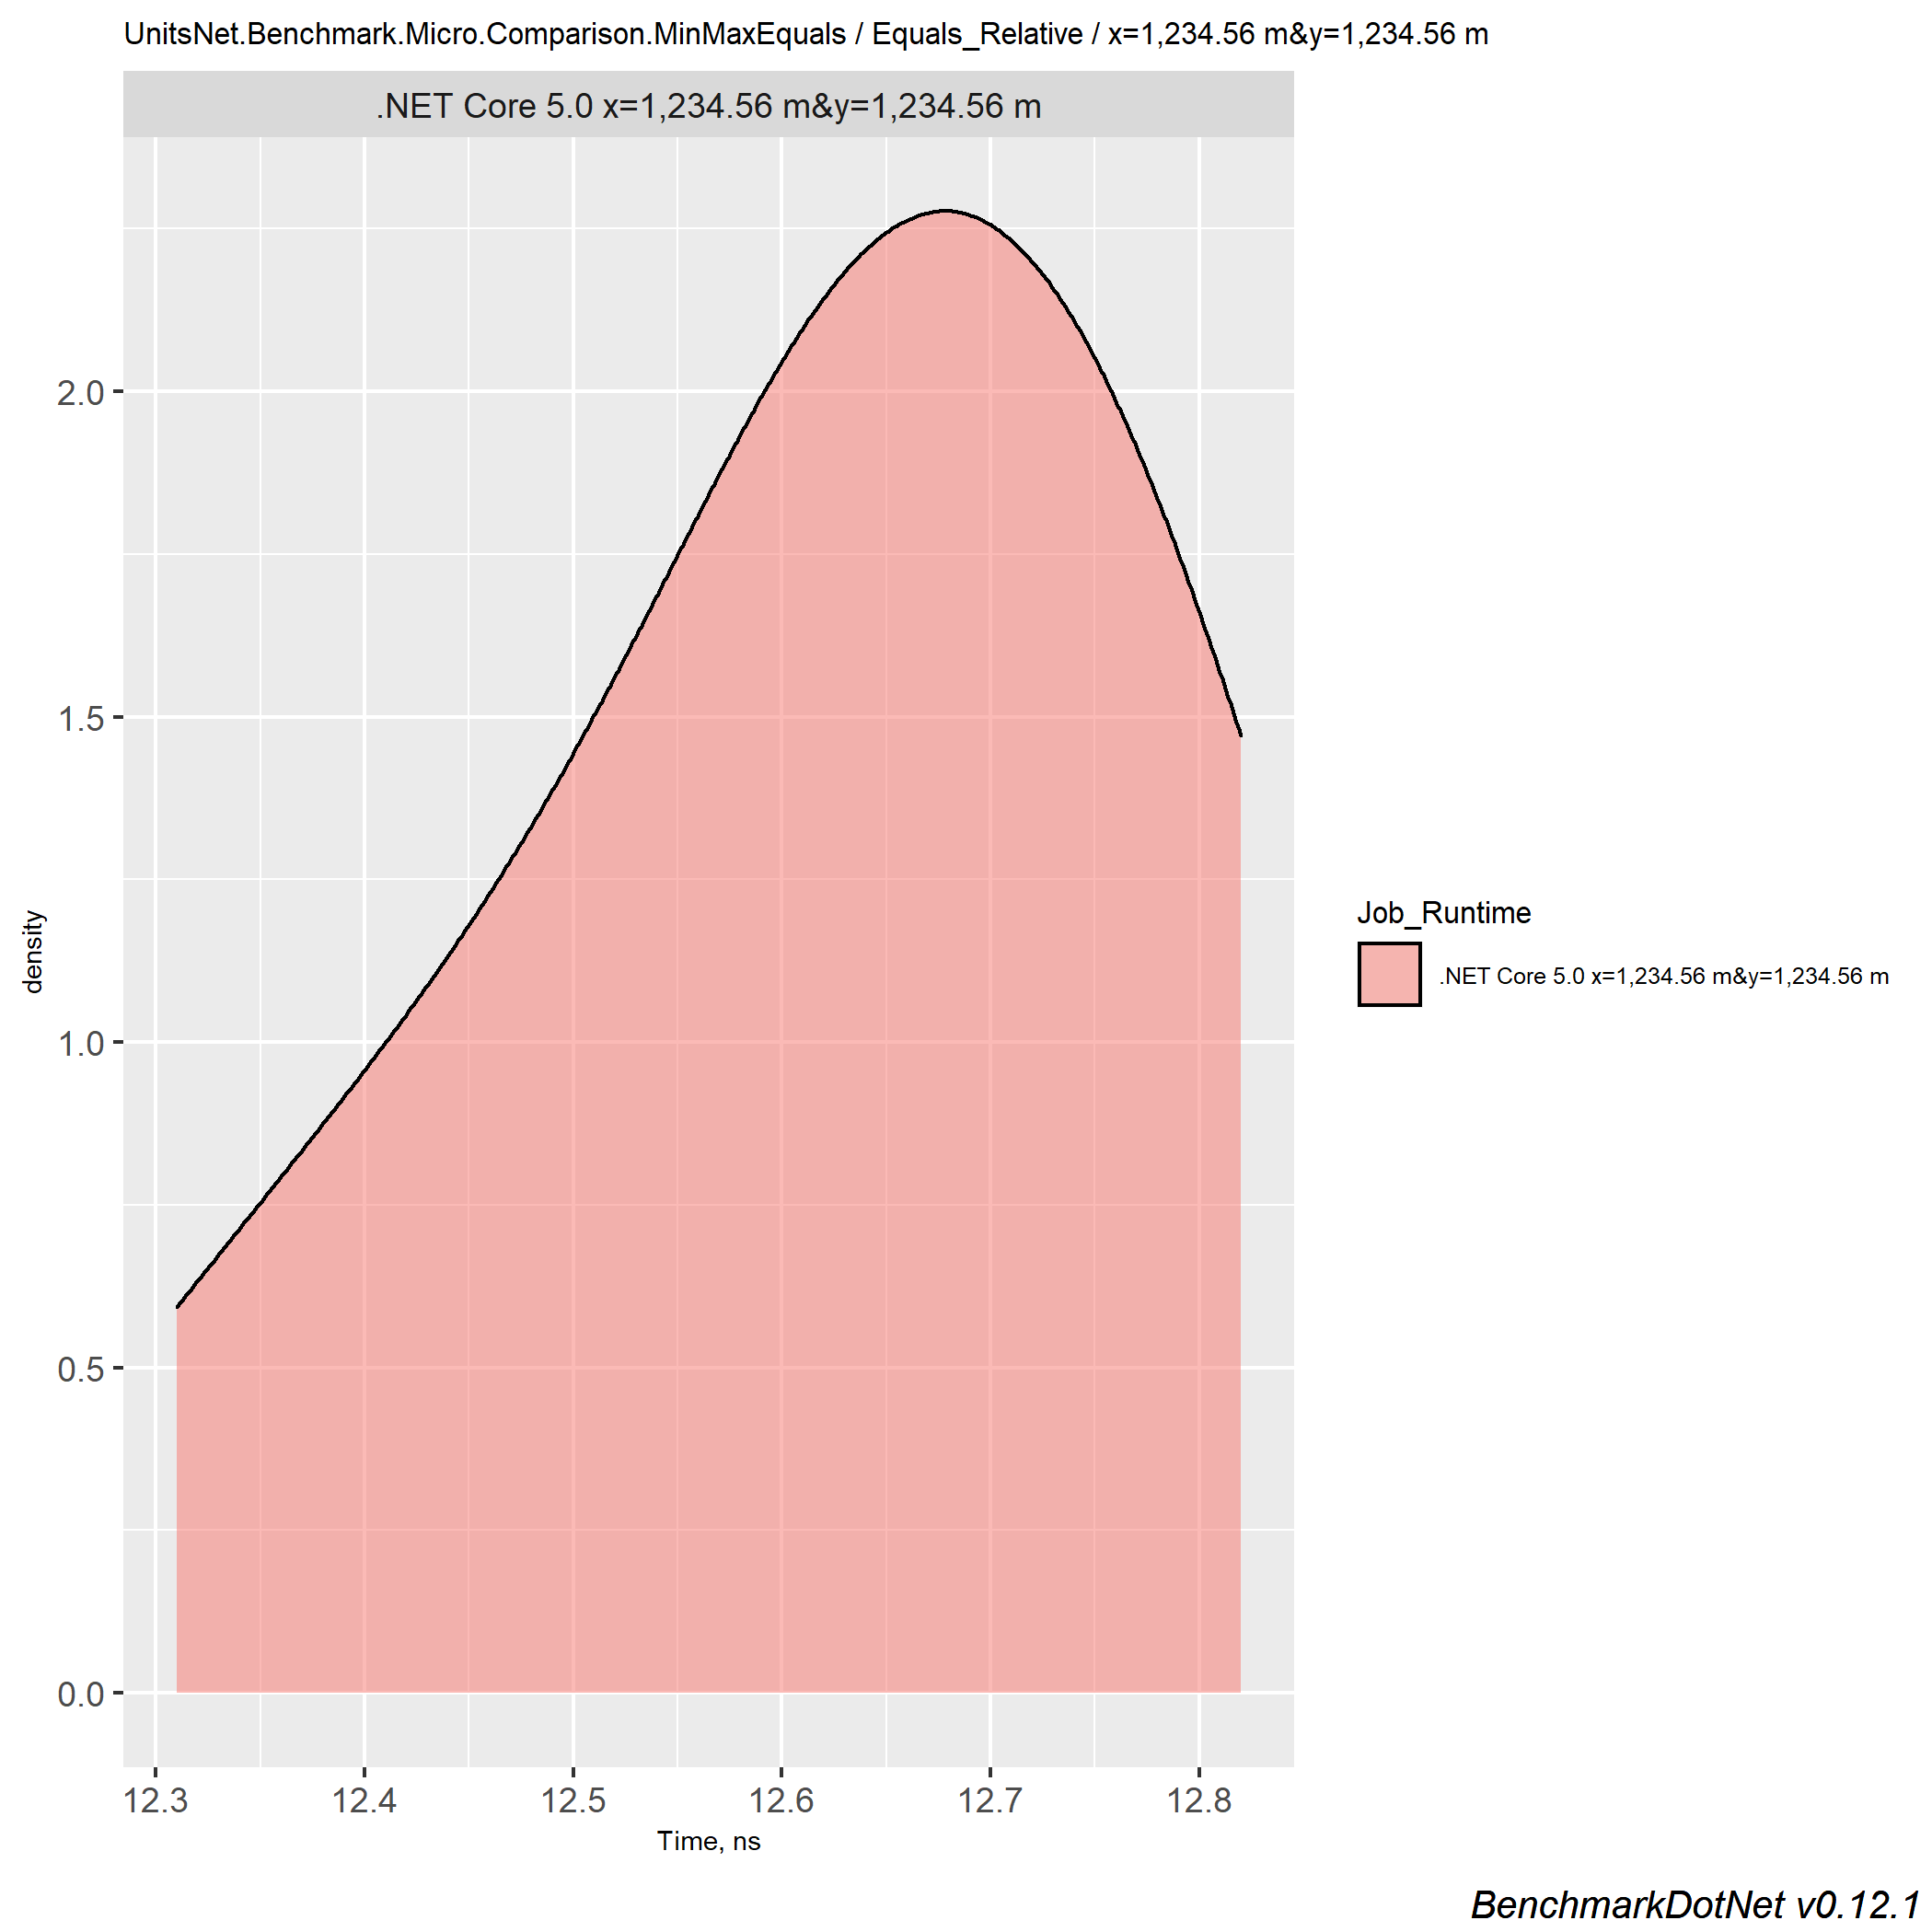 UnitsNet.Benchmark.Micro.Comparison.MinMaxEquals / Equals_Relative / x=1,234.56 m&y=1,234.56 m
.NET Core 5.0 x=1,234.56 m&y=1,234.56 m
2.0
1.5
1.0
0.5
0.0
density
12.3 12.4 12.5 12.6 12.7 12.8
Time, ns
Job_Runtime
.NET Core 5.0 x=1,234.56 m&y=1,234.56 m
BenchmarkDotNet v0.12.1